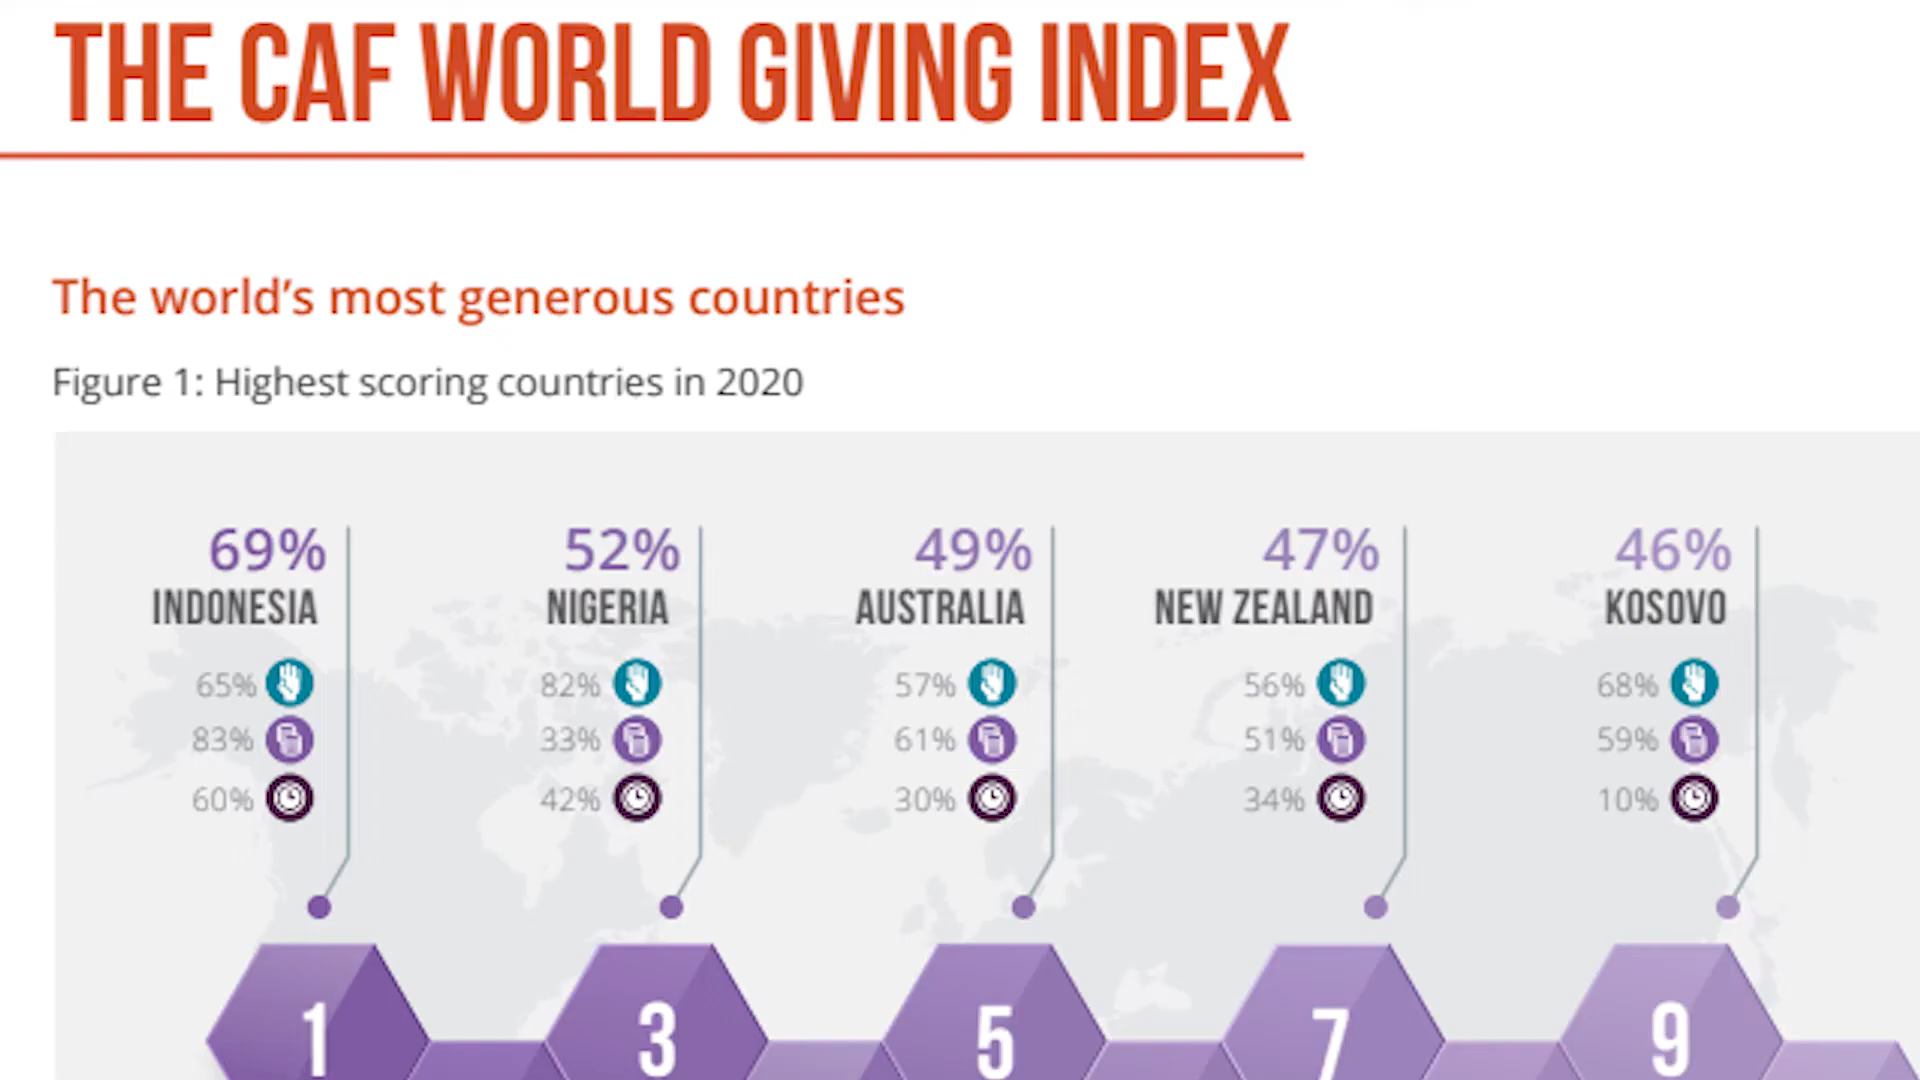 THE CAF WORLD GIVING INDEX
The world's most generous countries
Figure 1: Highest scoring countries in 2020
69% 52% 49% 47% 46%
INDONESIA NIGERIA AUSTRALIA NEW ZEALAND KOSOVO
65% 82% 57% 56% 68%
83% 33% 61% 51% 59%
60% 42% 30% 34% 10%
1 3 5 7 9